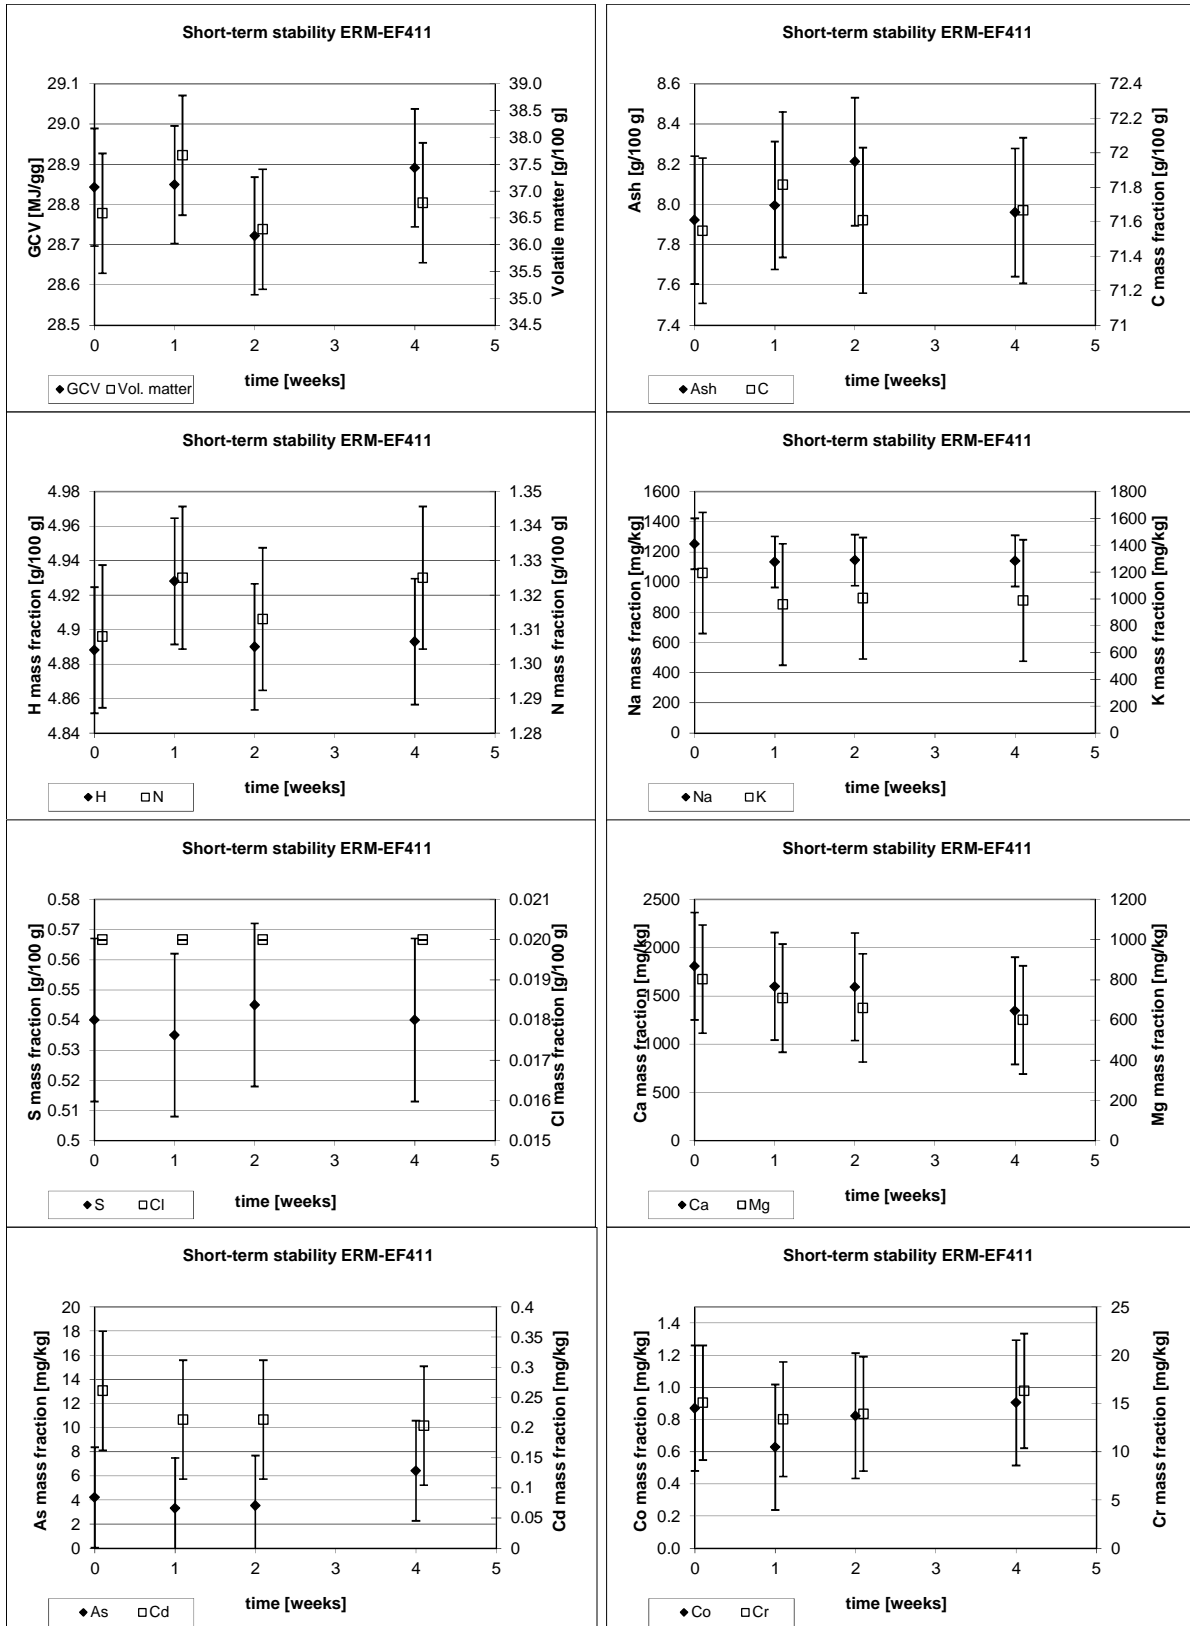 Short-term stability ERM-EF411
GCV [MJ/gg]
29.1
29.0
28.9
28.8
28.7
28.6
28.5
39.0
38.5
38.0
37.5
37.0
36.5
36.0
35.5
35.0
34.5
Volatile matter [g/100 g]
0 1 2 3 4 5
time [weeks]
GCV Vol. matter
Short-term stability ERM-EF411
Ash [g/100 g]
8.6
8.4
8.2
8.0
7.8
7.6
7.4
72.4
72.2
72
71.8
71.6
71.4
71.2
71
C mass fraction [g/100 g]
0 1 2 3 4 5
time [weeks]
Ash C
Short-term stability ERM-EF411
H mass fraction [g/100 g]
4.98
4.96
4.94
4.92
4.9
4.88
4.86
4.84
1.35
1.34
1.33
1.32
1.31
1.30
1.29
1.28
N mass fraction [g/100 g]
0 1 2 3 4 5
time [weeks]
H N
Short-term stability ERM-EF411
Na mass fraction [mg/kg]
1600
1400
1200
1000
800
600
400
200
0
1800
1600
1400
1200
1000
800
600
400
200
0
K mass fraction [mg/kg]
0 1 2 3 4 5
time [weeks]
Na K
Short-term stability ERM-EF411
S mass fraction [g/100 g]
0.58
0.57
0.56
0.55
0.54
0.53
0.52
0.51
0.5
0.021
0.020
0.019
0.018
0.017
0.016
0.015
Cl mass fraction [g/100 g]
0 1 2 3 4 5
time [weeks]
S Cl
Short-term stability ERM-EF411
Ca mass fraction [mg/kg]
2500
2000
1500
1000
500
0
1200
1000
800
600
400
200
0
Mg mass fraction [mg/kg]
0 1 2 3 4 5
time [weeks]
Ca Mg
Short-term stability ERM-EF411
As mass fraction [mg/kg]
20
18
16
14
12
10
8
6
4
2
0
0.4
0.35
0.3
0.25
0.2
0.15
0.1
0.05
0
Cd mass fraction [mg/kg]
0 1 2 3 4 5
time [weeks]
As Cd
Short-term stability ERM-EF411
Co mass fraction [mg/kg]
1.4
1.2
1.0
0.8
0.6
0.4
0.2
0.0
25
20
15
10
5
0
Cr mass fraction [mg/kg]
0 1 2 3 4 5
time [weeks]
Co Cr